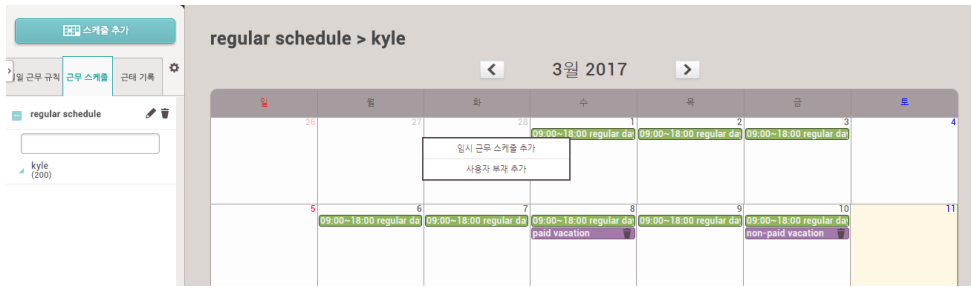 스케줄 추가
일 근무 규칙 근무 스케줄 근태 기록
regular schedule
kyle
(200)
regular schedule > kyle
3월 2017
일 월 화 수 목 금 토
26 27 28 1 2 3 4
09:00~18:00 regular da 09:00~18:00 regular da 09:00~18:00 regular da
임시 근무 스케줄 추가
사용자 부재 추가
5 6 7 8 9 10 11
09:00~18:00 regular da 09:00~18:00 regular da 09:00~18:00 regular da 09:00~18:00 regular da 09:00~18:00 regular da
paid vacation non-paid vacation